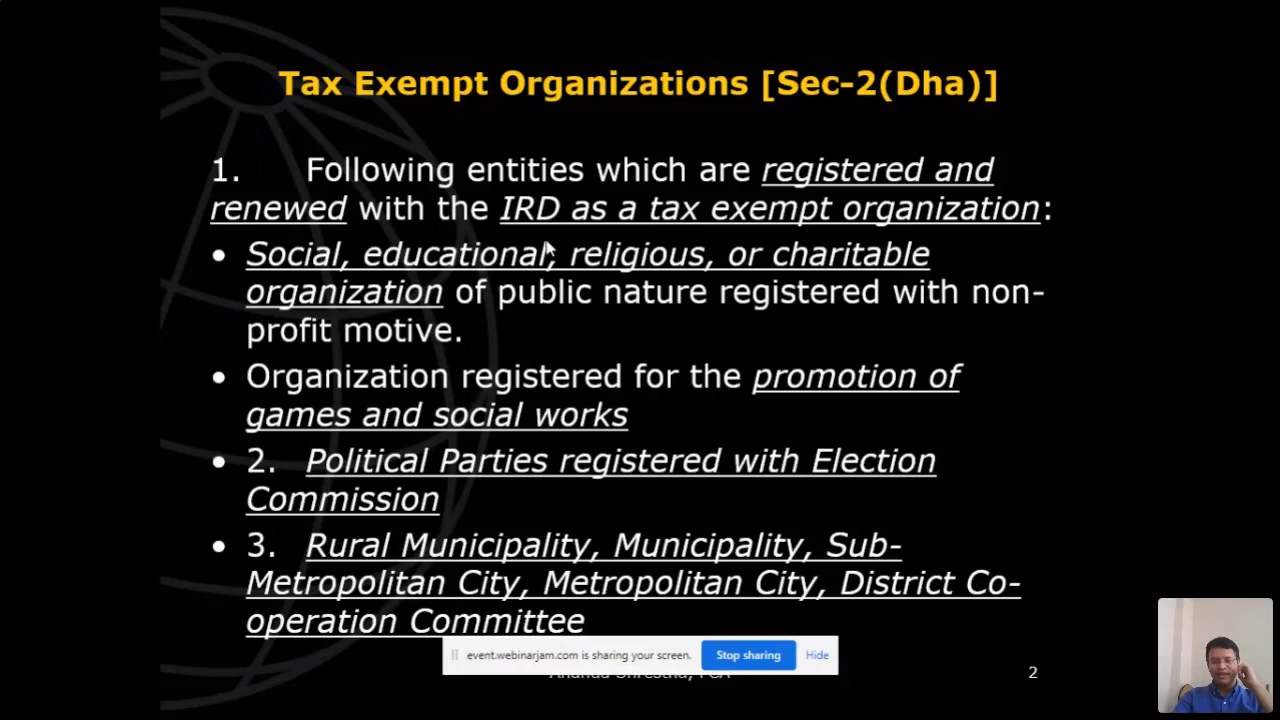 Tax Exempt Organizations [Sec-2(Dha)]
1. Following entities which are registered and
renewed with the IRD as a tax exempt organization:
• Social, educational, religious, or charitable
organization of public nature registered with non-
profit motive.
• Organization registered for the promotion of
games and social works
• 2. Political Parties registered with Election
Commission
• 3. Rural Municipality, Municipality, Sub-
Metropolitan City, Metropolitan City, District Co-
operation Committee
event.webinarjam.com is sharing your screen. Stop sharing Hide
2